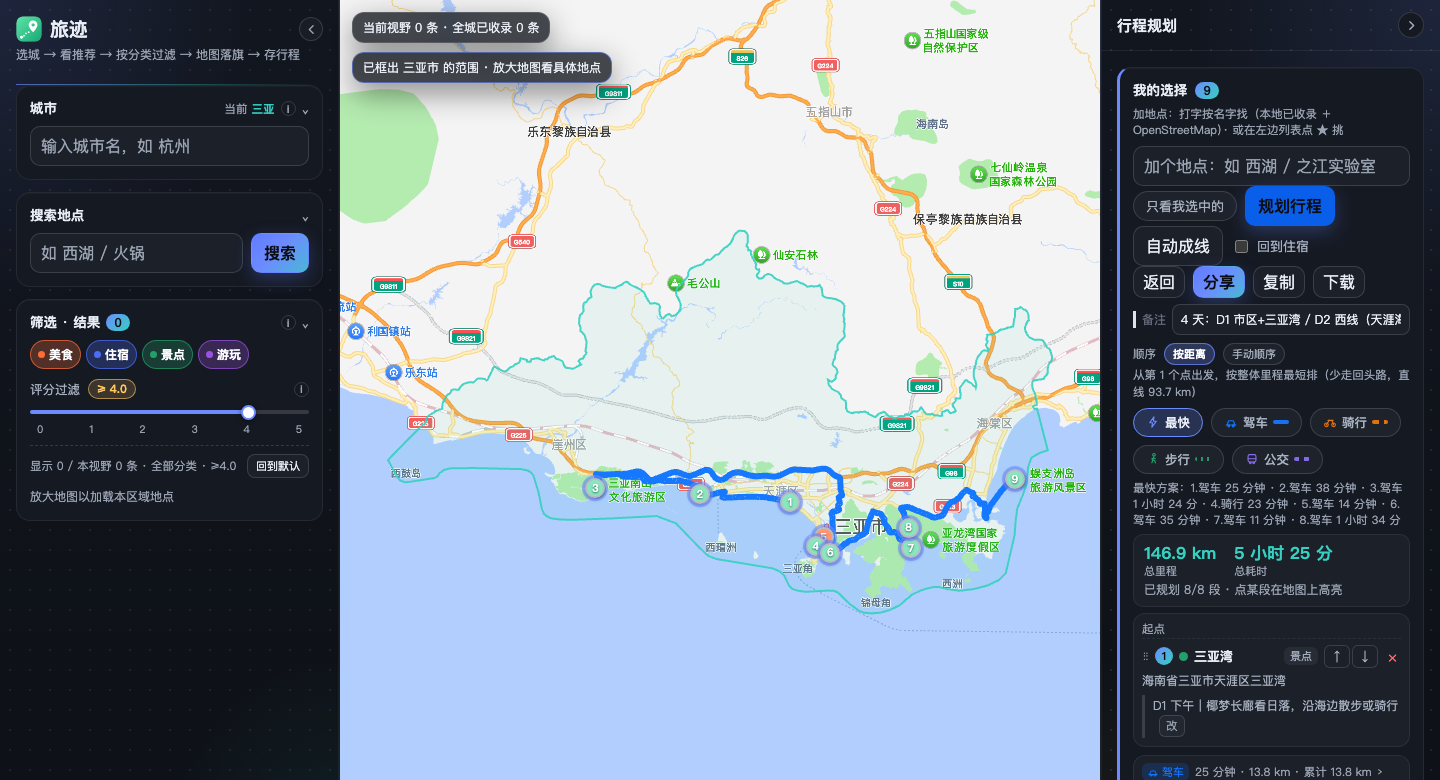 旅迹
选城 → 看推荐 → 按分类过滤 → 地图落旗 → 存行程
城市
当前 三亚
输入城市名，如 杭州
搜索地点
如 西湖 / 火锅
搜索
筛选 · 结果 0
美食
住宿
景点
游玩
评分过滤 ≥ 4.0
0 1 2 3 4 5
显示 0 / 本视野 0 条 · 全部分类 · ≥4.0
回到默认
放大地图以加载本区域地点
当前视野 0 条 · 全城已收录 0 条
已框出 三亚市 的范围 · 放大地图看具体地点
五指山国家级
自然保护区
S26
G224
G9811
五指山市
海南岛
乐东黎族自治县
七仙岭温泉
国家森林公园
G224
保亭黎族苗族自治县
G540
仙安石林
毛公山
G9811
S10
流站
利国镇站
G9821
乐东站
G9821
G98
G9821
海棠区
G225
崖州区
西鼓岛
G98
G224
蜈支洲岛
旅游风景区
三亚南山
文化旅游区
天涯区
三亚市
亚龙湾国家
旅游度假区
西瑁洲
三亚角
西洲
锦母角
1
2
3
4
5
6
7
8
9
行程规划
我的选择 9
加地点：打字按名字找（本地已收录 +
OpenStreetMap）· 或在左边列表点 ★ 挑
加个地点：如 西湖 / 之江实验室
只看我选中的
规划行程
自动成线
回到住宿
返回
分享
复制
下载
备注
4 天：D1 市区+三亚湾 / D2 西线（天涯
顺序
按距离
手动顺序
从第 1 个点出发，按整体里程最短排（少走回头路，直
线 93.7 km）
最快
驾车
骑行
步行
公交
最快方案：1.驾车 25 分钟 · 2.驾车 38 分钟 · 3.驾车
1 小时 24 分 · 4.骑行 23 分钟 · 5.驾车 14 分钟 · 6.
驾车 35 分钟 · 7.驾车 11 分钟 · 8.驾车 1 小时 34 分
146.9 km
总里程
5 小时 25 分
总耗时
已规划 8/8 段 · 点某段在地图上高亮
起点
1 三亚湾
景点
↑ ↓ ×
海南省三亚市天涯区三亚湾
D1 下午｜椰梦长廊看日落，沿海边散步或骑行
改
驾车 25 分钟 · 13.8 km · 累计 13.8 km ›